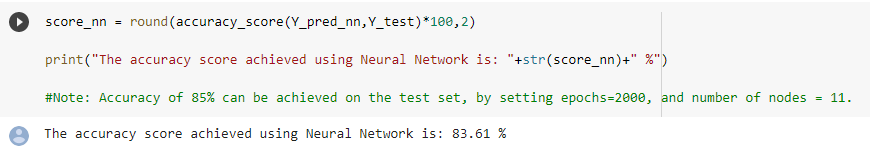 score_nn = round(accuracy_score(Y_pred_nn,Y_test)*100,2)
print("The accuracy score achieved using Neural Network is: "+str(score_nn)+" %")
#Note: Accuracy of 85% can be achieved on the test set, by setting epochs=2000, and number of nodes = 11.
The accuracy score achieved using Neural Network is: 83.61 %